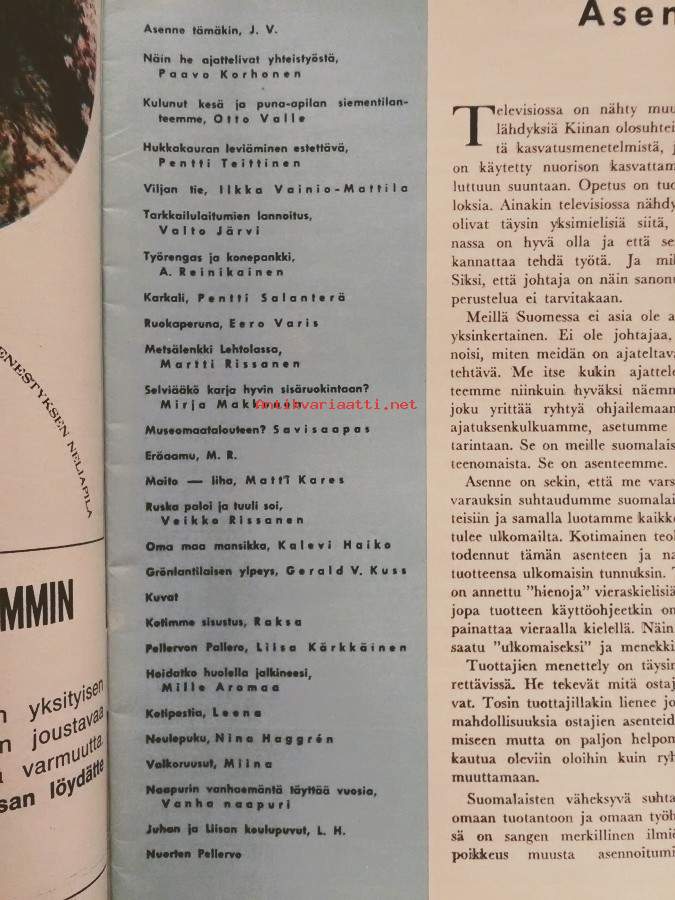 ENESTYKSEN NELIAPILA
MMIN
n yksityisen
n joustavaa
a varmuutta.
san löydätte
Asenne tämäkin, J. V.
Näin he ajattelivat yhteistyöstä,
Paavo Korhonen
Kulunut kesä ja puna-apilan siementilan-
teemme, Otto Valle
Hukkakauran leviäminen estettävä,
Pentti Teittinen
Viljan tie, Ilkka Vainio-Mattila
Tarkkailulaitumien lannoitus,
Valto Järvi
Työrengas ja konepankki,
A. Reinikainen
Karkali, Pentti Salanterä
Ruokaperuna, Eero Varis
Metsälenkki Lehtolassa,
Martti Rissanen
Selviääkö karja hyvin sisäruokintaan?
Mirja Makkonen
Antikvariaatti.net
Museomaatalouteen? Savisaapas
Eräaamu, M. R.
Maito — liha, Matti Kares
Ruska paloi ja tuuli soi,
Veikko Rissanen
Oma maa mansikka, Kalevi Haiko
Grönlantilaisen ylpeys, Gerald V. Kuss
Kuvat
Kotimme sisustus, Raksa
Pellervon Pallero, Liisa Kärkkäinen
Hoidatko huolella jalkineesi,
Mille Aromaa
Kotipostia, Leena
Neulepuku, Nina Haggrén
Valkoruusut, Miina
Naapurin vanhaemäntä täyttää vuosia,
Vanha naapuri
Juhan ja Liisan koulupuvut, L. H.
Nuorten Pellervo
Asen
Televisiossa on nähty muu
lähdyksiä Kiinan olosuhtei
tä kasvatusmenetelmistä, j
on käytetty nuorison kasvattam
luttuun suuntaan. Opetus on tuo
loksia. Ainakin televisiossa nähdy
olivat täysin yksimielisiä siitä,
nassa on hyvä olla ja että se
kannattaa tehdä työtä. Ja mik
Siksi, että johtaja on näin sanonu
perustelua ei tarvitakaan.
Meillä Suomessa ei asia ole a
yksinkertainen. Ei ole johtajaa,
noisi, miten meidän on ajateltava
tehtävä. Me itse kukin ajattele
teemme niinkuin hyväksi näemm
joku yrittää ryhtyä ohjailemaan
ajatuksenkulkuamme, asetumme
tarintaan. Se on meille suomalais
teenomaista. Se on asenteemme.
Asenne on sekin, että me vars
varauksin suhtaudumme suomalai
teisiin ja samalla luotamme kaikke
tulee ulkomailta. Kotimainen teol
todennut tämän asenteen ja na
tuotteensa ulkomaisin tunnuksin. T
on annettu "hienoja" vieraskielisiä
jopa tuotteen käyttöohjeetkin on
painattaa vieraalla kielellä. Näin
saatu "ulkomaiseksi" ja menekki
Tuottajien menettely on täysin
rettävissä. He tekevät mitä ostaj
vat. Tosin tuottajillakin lienee jo
mahdollisuuksia ostajien asenteid
miseen mutta on paljon helpom
kautua oleviin oloihin kuin ryh
muuttamaan.
Suomalaisten väheksyvä suhta
omaan tuotantoon ja omaan työh
sä on sangen merkillinen ilmiö
poikkeus muusta asennoitumi